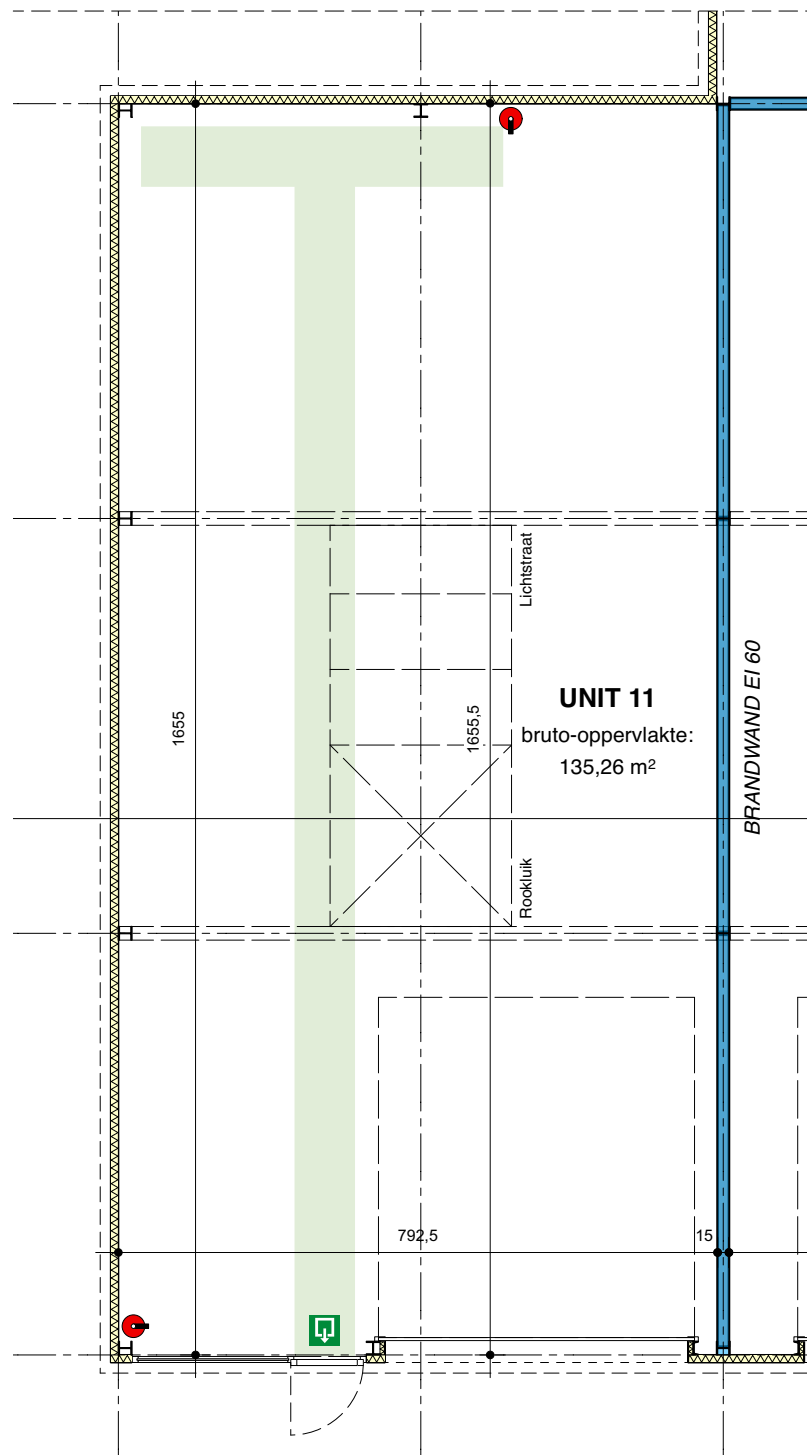 Lichtstraat
UNIT 11
bruto-oppervlakte:
135,26 m²
BRANDWAND EI 60
1655
1655,5
Rookluik
792,5
15